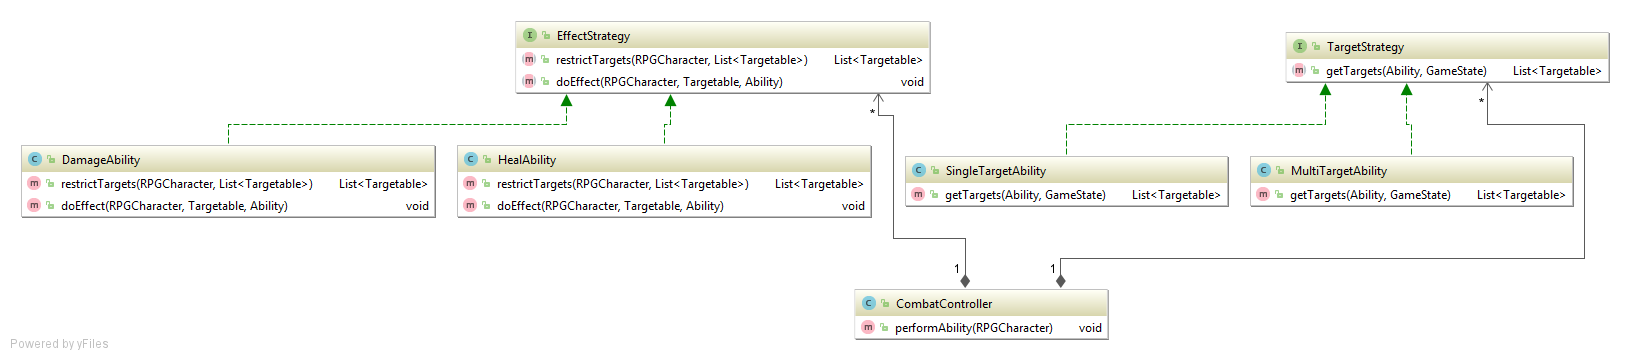 I EffectStrategy
m restrictTargets(RPGCharacter, List<Targetable>) List<Targetable>
m doEffect(RPGCharacter, Targetable, Ability) void
I TargetStrategy
m getTargets(Ability, GameState) List<Targetable>
*
*
C DamageAbility
m restrictTargets(RPGCharacter, List<Targetable>) List<Targetable>
m doEffect(RPGCharacter, Targetable, Ability) void
C HealAbility
m restrictTargets(RPGCharacter, List<Targetable>) List<Targetable>
m doEffect(RPGCharacter, Targetable, Ability) void
C SingleTargetAbility
m getTargets(Ability, GameState) List<Targetable>
C MultiTargetAbility
m getTargets(Ability, GameState) List<Targetable>
1
1
C CombatController
m performAbility(RPGCharacter) void
Powered by yFiles